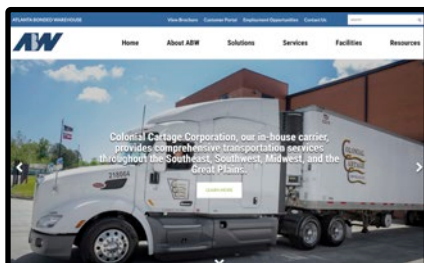 ATLANTA BONDED WAREHOUSE
View Brochure Customer Portal Employment Opportunities Contact Us
ABW
Home About ABW Solutions Services Facilities Resources
Colonial Cartage Corporation, our in-house carrier,
provides comprehensive transportation services
throughout the Southeast, Southwest, Midwest, and the
Great Plains.
LEARN MORE